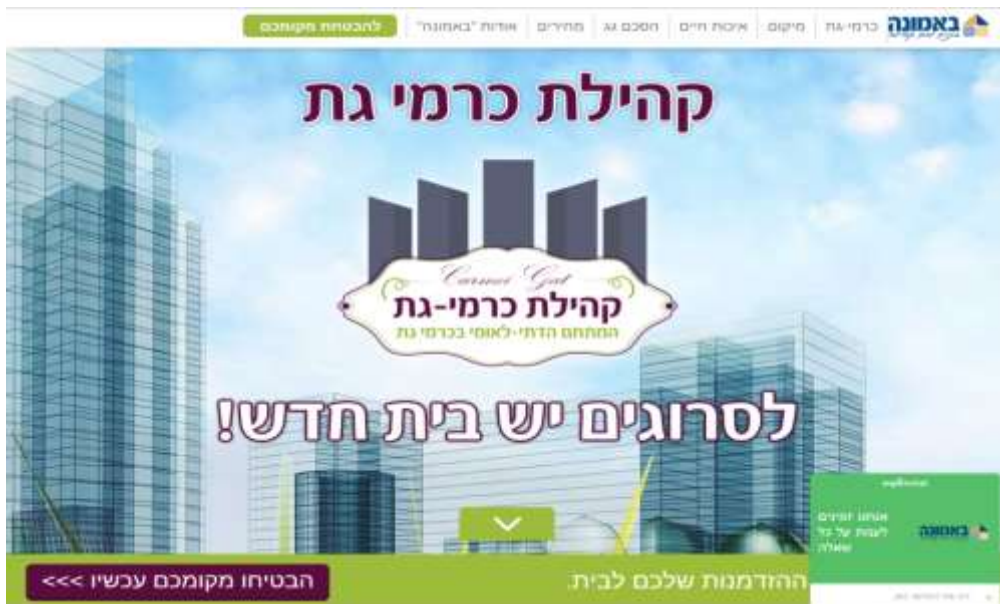 באמונה
כרמי-גת
מיקום
איכות חיים
הסכם גג
מחירים
אודות "באמונה"
להבטחת מקומכם
קהילת כרמי גת
Carmei Gat
קהילת כרמי-גת
המתחם הדתי-לאומי בכרמי גת
לסרוגים יש בית חדש!
אנחנו זמינים
לענות על כל
שאלה
באמונה
ההזדמנות שלכם לבית
הבטיחו מקומכם עכשיו >>>